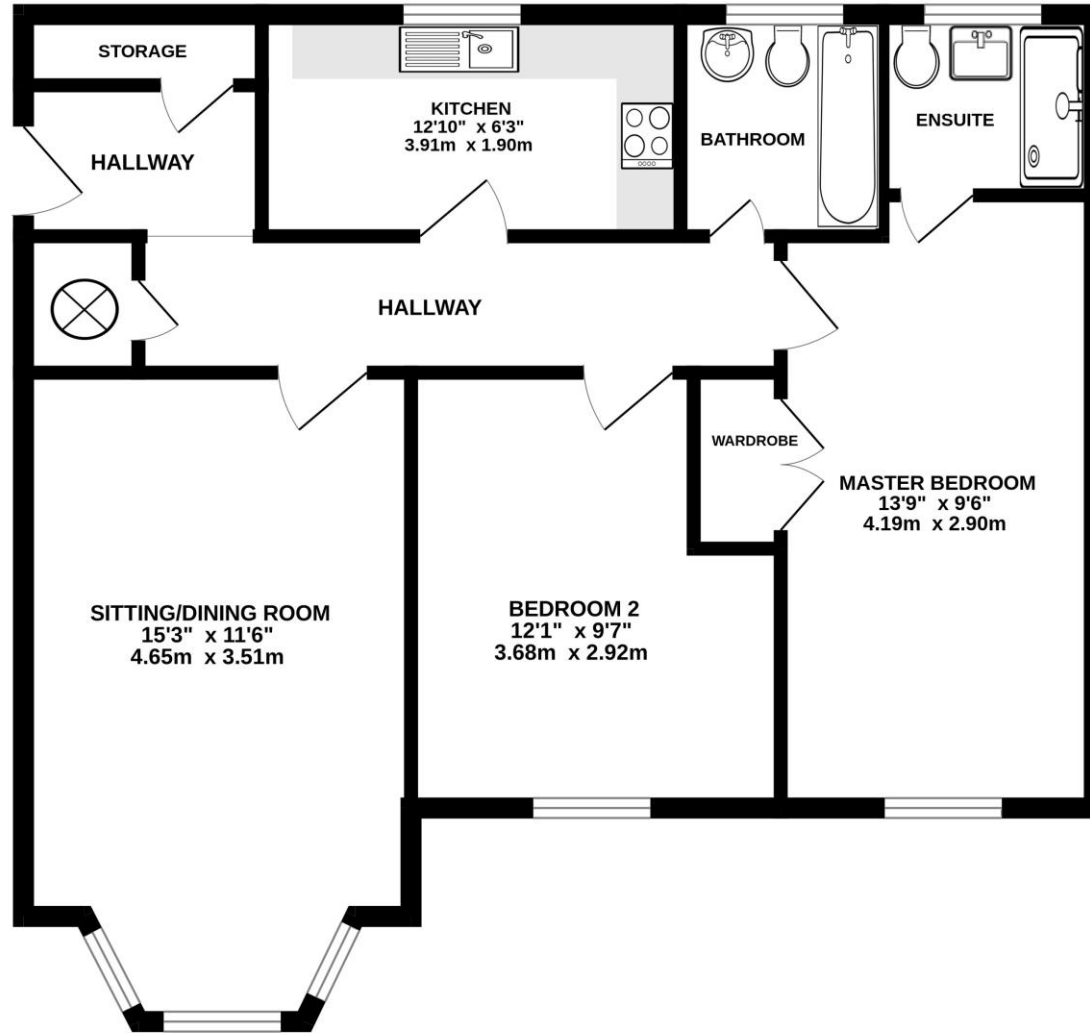 STORAGE
HALLWAY
KITCHEN
12'10" x 6'3"
3.91m x 1.90m
BATHROOM
ENSUITE
HALLWAY
WARDROBE
MASTER BEDROOM
13'9" x 9'6"
4.19m x 2.90m
SITTING/DINING ROOM
15'3" x 11'6"
4.65m x 3.51m
BEDROOM 2
12'1" x 9'7"
3.68m x 2.92m